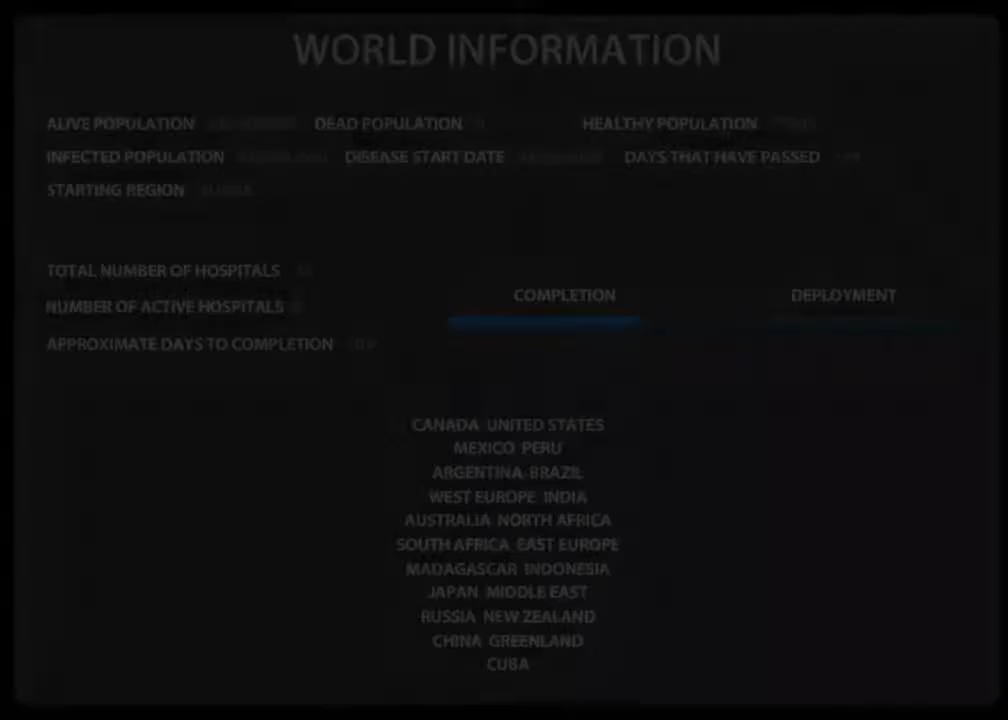 WORLD INFORMATION
ALIVE POPULATION DEAD POPULATION HEALTHY POPULATION
INFECTED POPULATION DISEASE START DATE DAYS THAT HAVE PASSED
STARTING REGION
TOTAL NUMBER OF HOSPITALS
COMPLETION DEPLOYMENT
NUMBER OF ACTIVE HOSPITALS
APPROXIMATE DAYS TO COMPLETION
CANADA UNITED STATES
MEXICO PERU
ARGENTINA BRAZIL
WEST EUROPE INDIA
AUSTRALIA NORTH AFRICA
SOUTH AFRICA EAST EUROPE
MADAGASCAR INDONESIA
JAPAN MIDDLE EAST
RUSSIA NEW ZEALAND
CHINA GREENLAND
CUBA